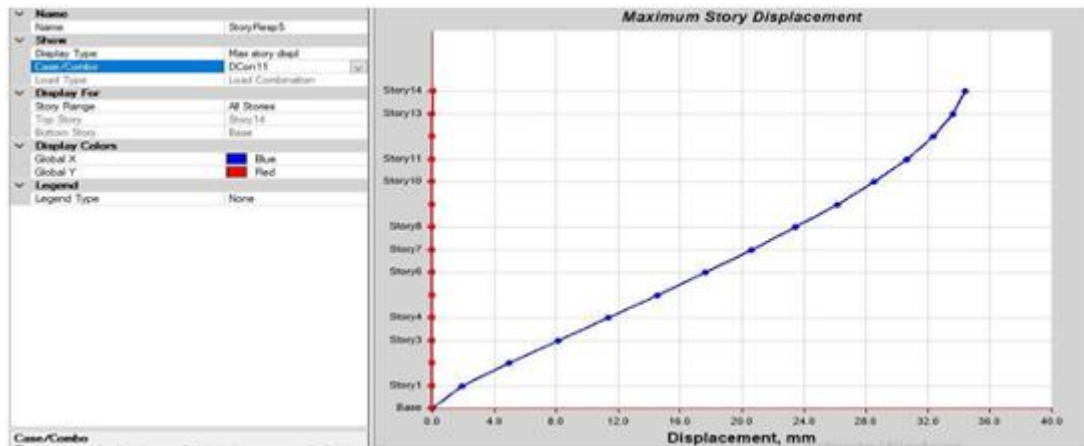 Name
Name StoryResp5
Show
Display Type Max story displ
Case/Combo DCon11
Load Type Load Combination
Display For
Story Range All Stories
Top Story Story14
Bottom Story Base
Display Colors
Global X Blue
Global Y Red
Legend
Legend Type None
Case/Combo
Maximum Story Displacement
Story14
Story13
Story11
Story10
Story8
Story7
Story6
Story4
Story3
Story1
Base
0.0 4.0 8.0 12.0 16.0 20.0 24.0 28.0 32.0 36.0 40.0
Displacement, mm